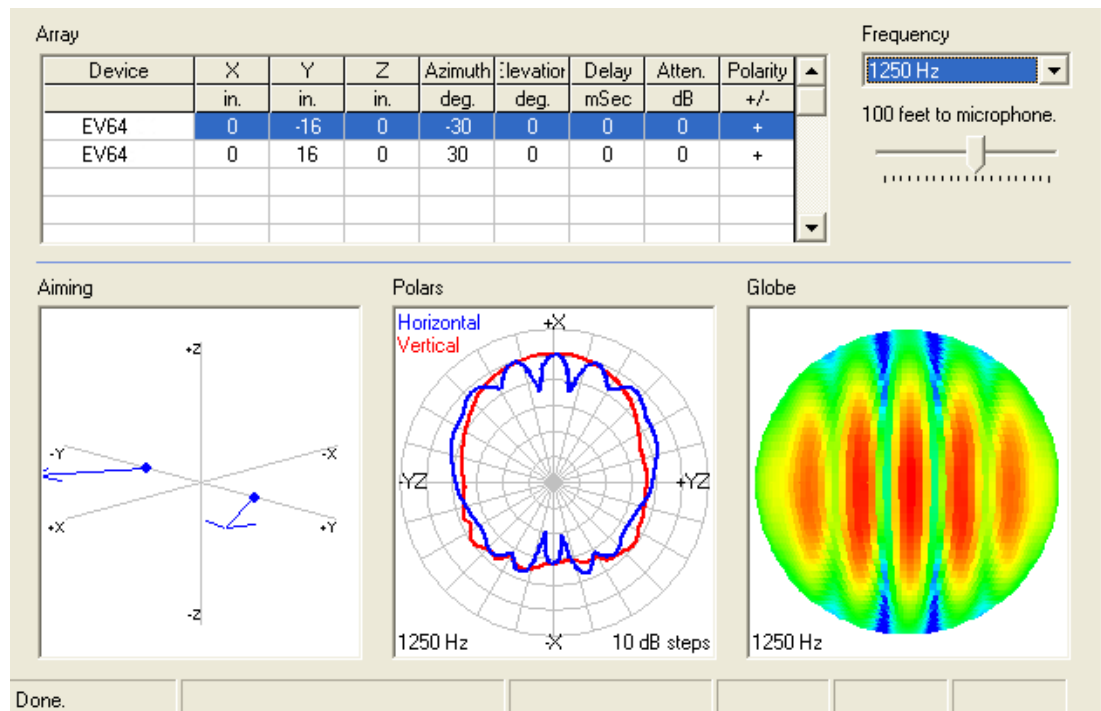 Array
Frequency
Device X Y Z Azimuth :levation Delay Atten. Polarity
in. in. in. deg. deg. mSec dB +/-
EV64 0 -16 0 -30 0 0 0 +
EV64 0 16 0 30 0 0 0 +
1250 Hz
100 feet to microphone.
Aiming
+Z
-Y
-X
+X
+Y
-Z
Polars
Horizontal
Vertical
+X
-YZ
+YZ
-X
1250 Hz
10 dB steps
Globe
1250 Hz
Done.